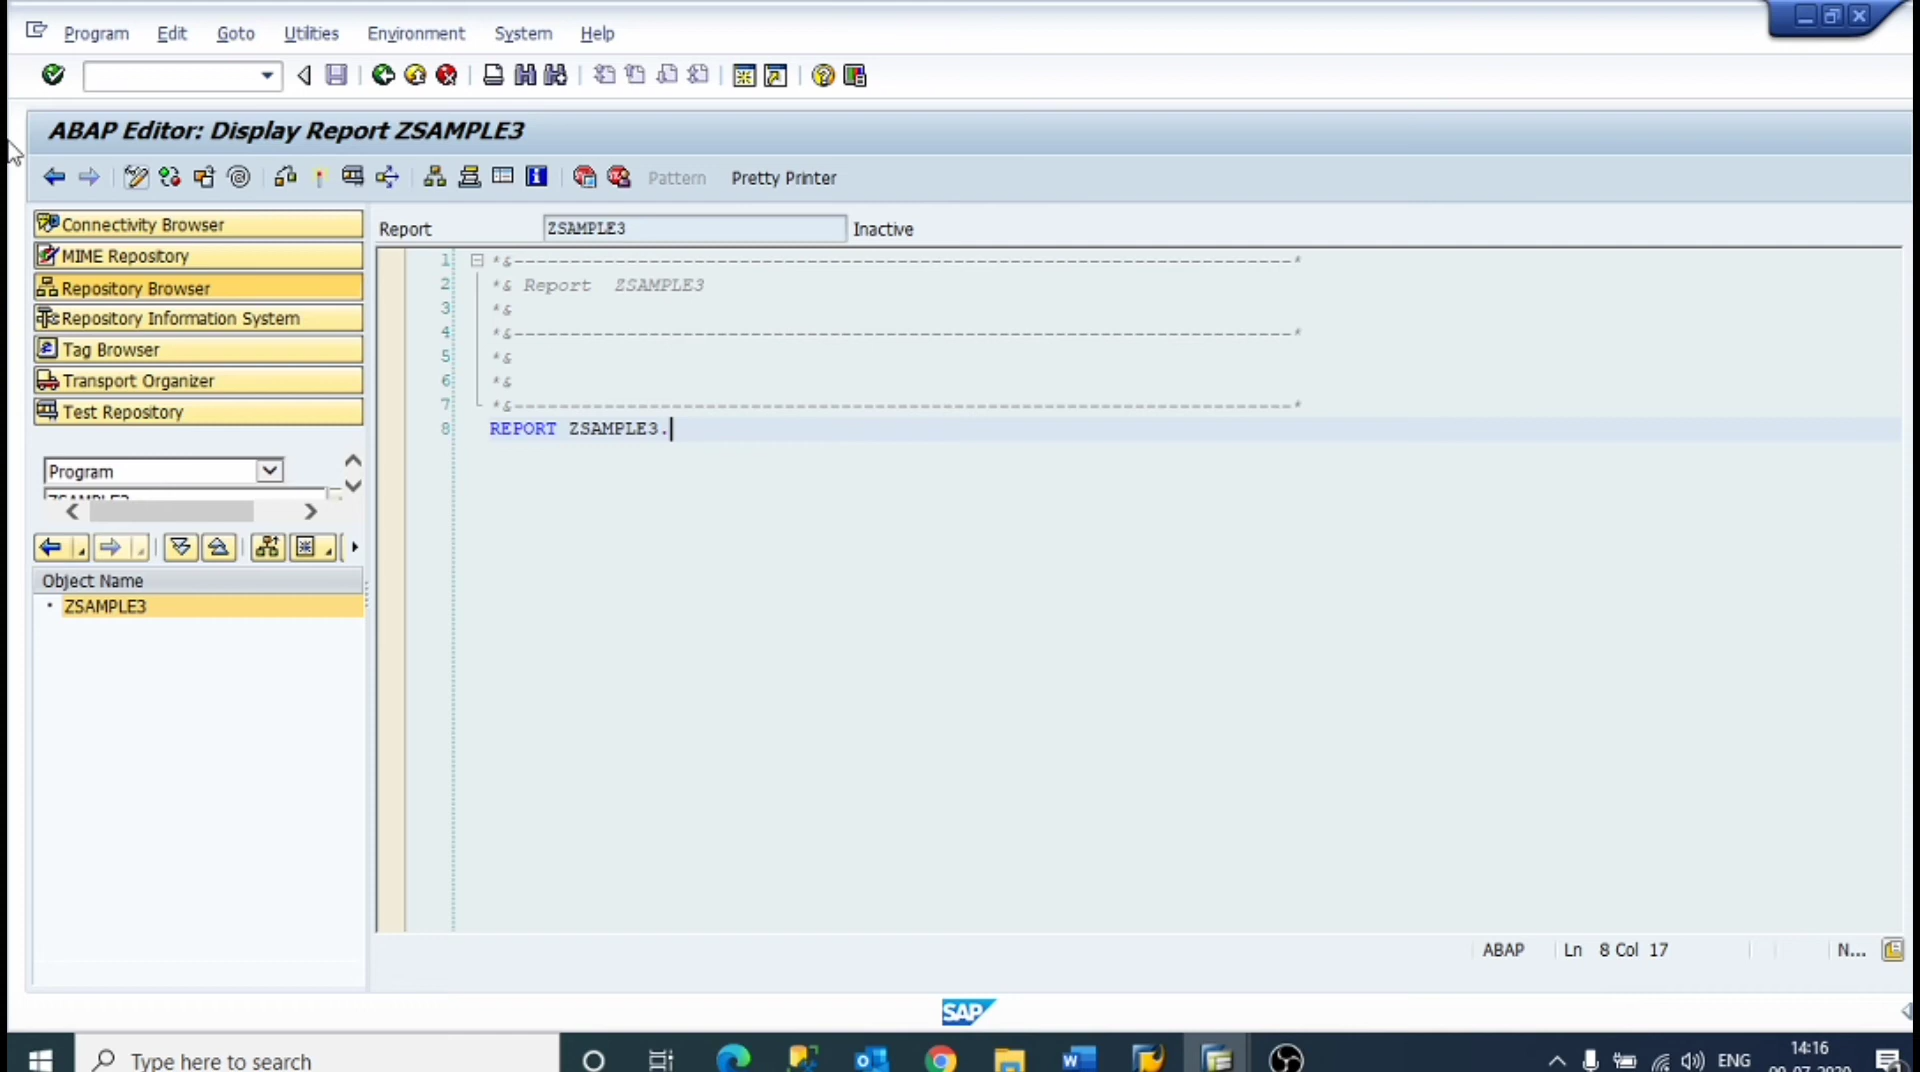 Program Edit Goto Utilities Environment System Help
ABAP Editor: Display Report ZSAMPLE3
Pattern Pretty Printer
Connectivity Browser
MIME Repository
Repository Browser
Repository Information System
Tag Browser
Transport Organizer
Test Repository
Program
ZSAMPLE3
Object Name
ZSAMPLE3
Report ZSAMPLE3 Inactive
1 *&---------------------------------------------------------------------*
2 *& Report ZSAMPLE3
3 *&
4 *&---------------------------------------------------------------------*
5 *&
6 *&
7 *&---------------------------------------------------------------------*
8 REPORT ZSAMPLE3.
ABAP Ln 8 Col 17 N...
SAP
Type here to search
ENG
14:16